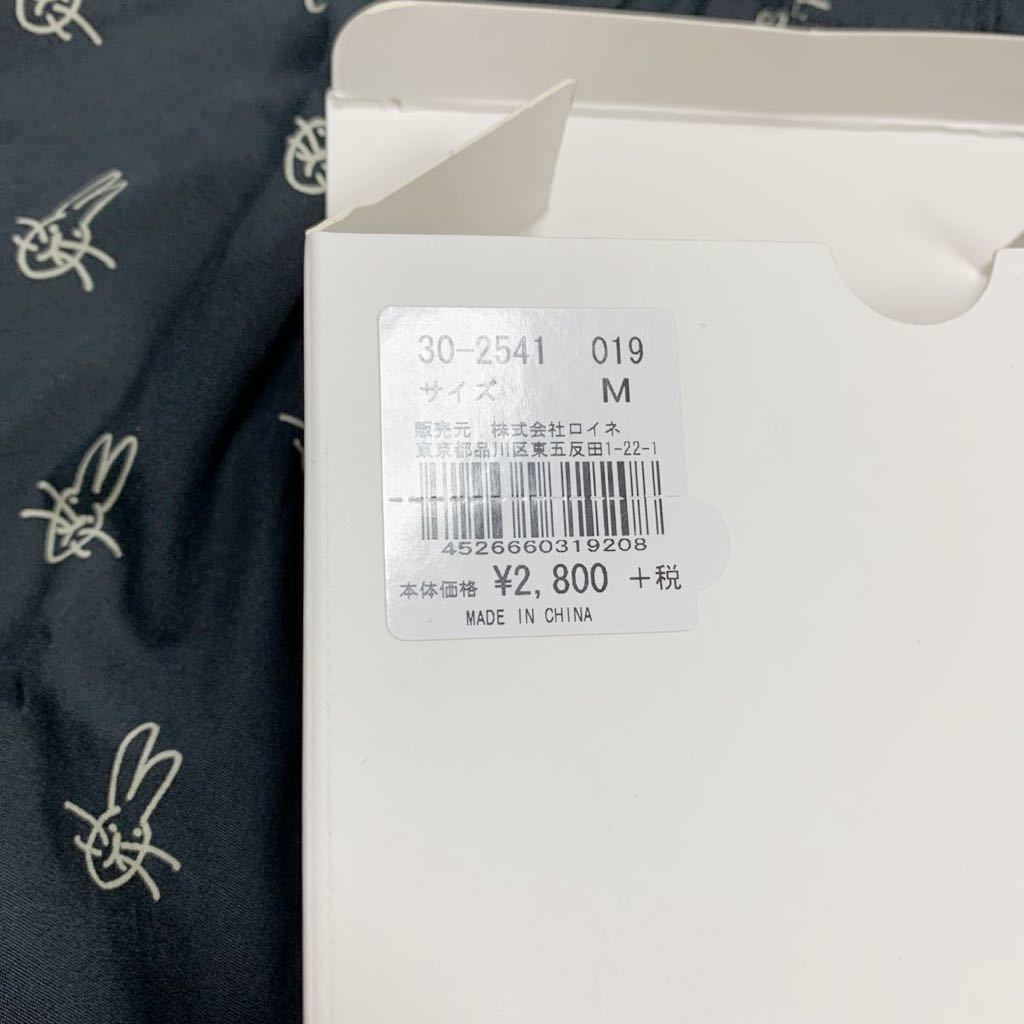 30-2541 019
サイズ M
販売元 株式会社ロイネ
東京都品川区東五反田1-22-1
4526660319208
本体価格 ¥2,800 +税
MADE IN CHINA